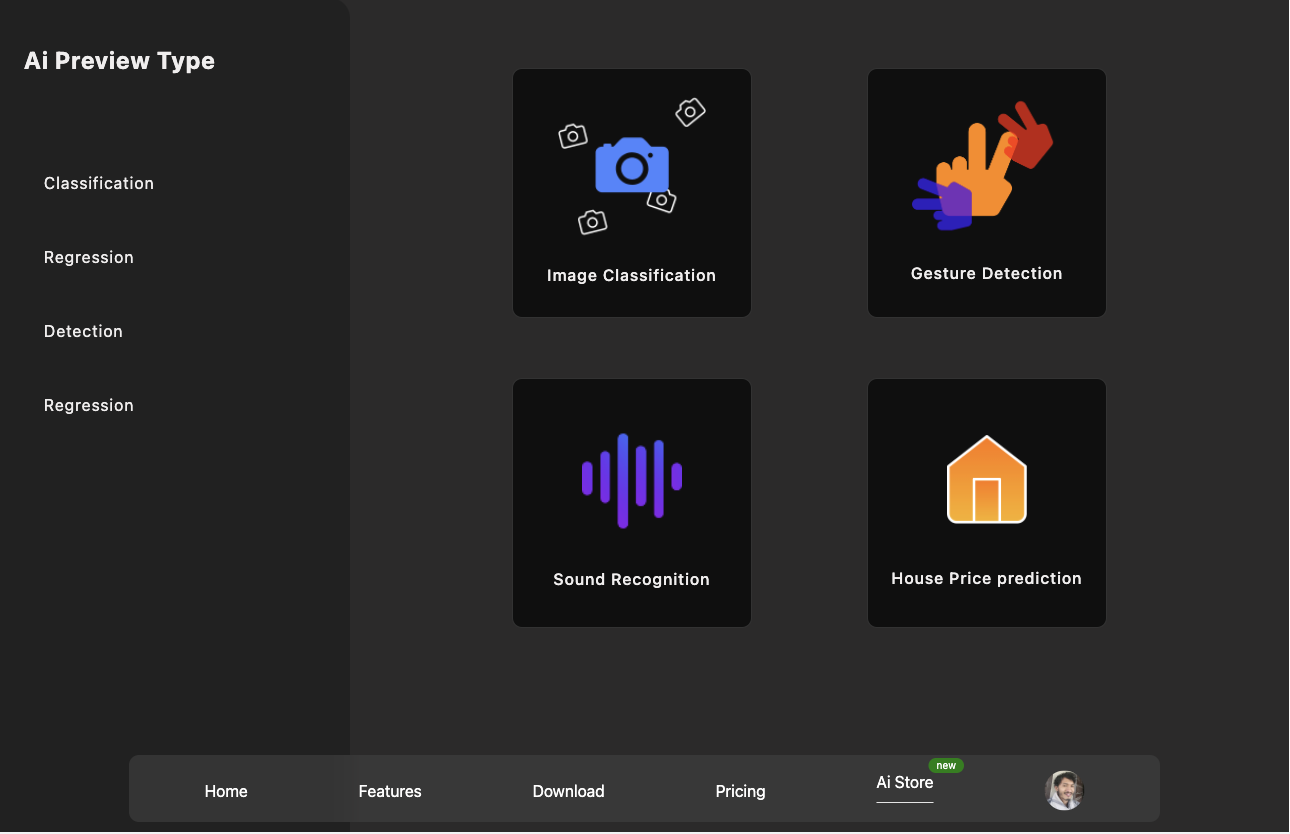 Ai Preview Type
Classification
Regression
Detection
Regression
Image Classification
Gesture Detection
Sound Recognition
House Price prediction
Home
Features
Download
Pricing
Ai Store
new